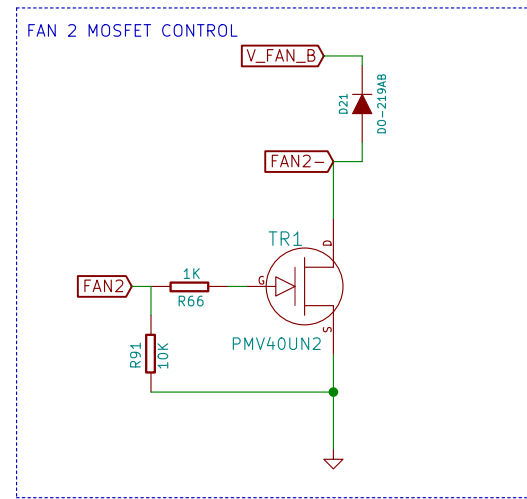 FAN 2 MOSFET CONTROL
V_FAN_B
D21
DO-219AB
FAN2-
TR1
D
FAN2
1K
R66
G
S
PMV40UN2
R91
10K